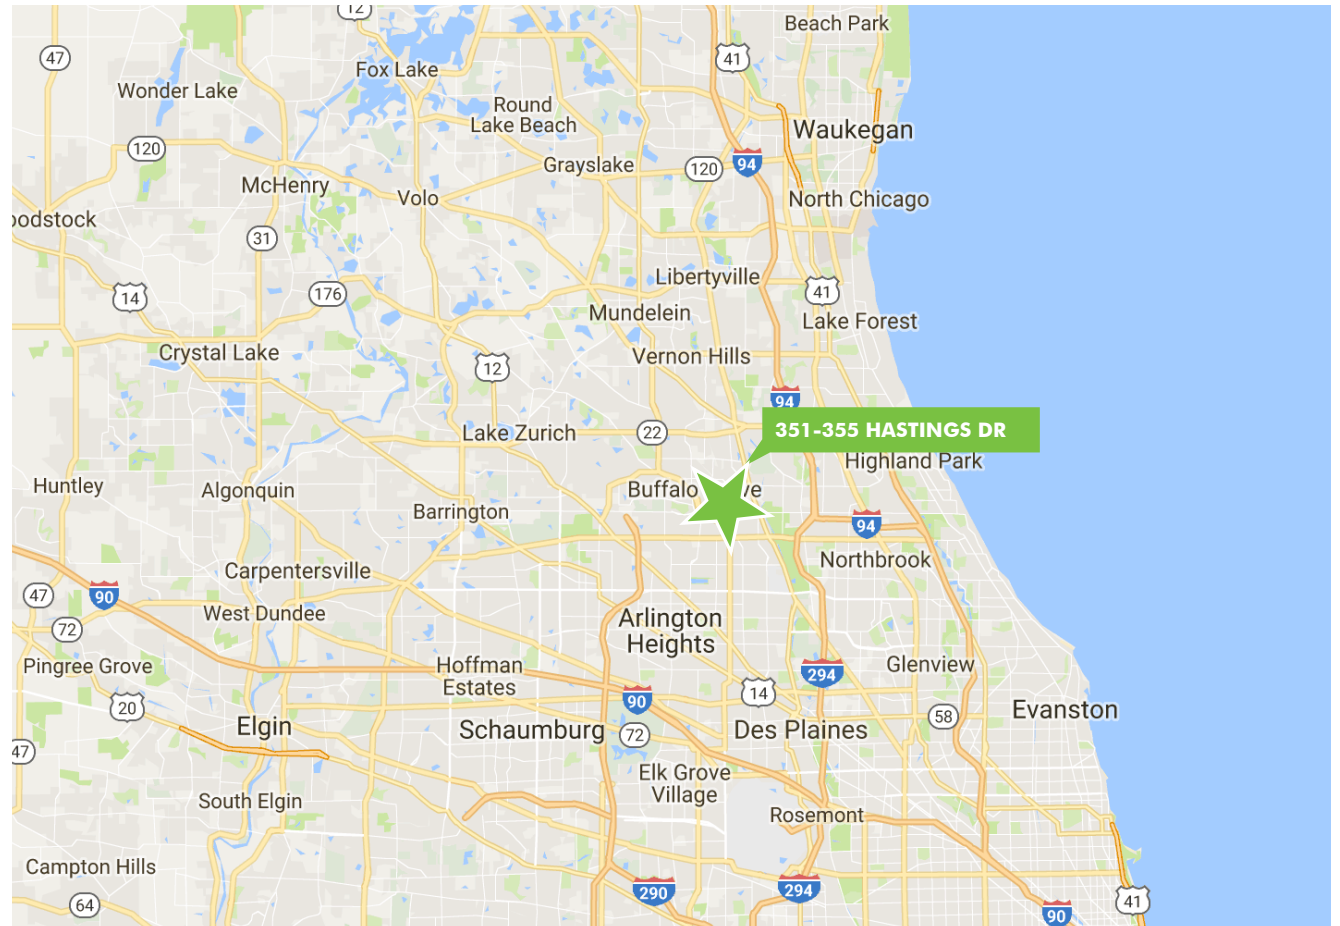 12
Beach Park
47
41
Fox Lake
Wonder Lake
Round
Lake Beach
Waukegan
120
94
Grayslake
120
McHenry
Volo
North Chicago
oodstock
31
Libertyville
176
41
14
Mundelein
Lake Forest
Crystal Lake
Vernon Hills
12
94
351-355 HASTINGS DR
Lake Zurich
22
Highland Park
Huntley
Algonquin
Buffalo
ve
Barrington
94
Northbrook
Carpentersville
47
90
West Dundee
Arlington
Heights
72
Pingree Grove
Hoffman
Estates
Glenview
294
14
90
20
Evanston
58
Elgin
Schaumburg
72
Des Plaines
47
Elk Grove
Village
South Elgin
Rosemont
Campton Hills
290
294
64
41
90